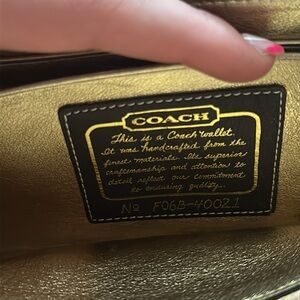 COACH
This is a Coach wallet.
It was handcrafted from the
finest materials. Its superior
craftsmanship and attention to
detail reflect our commitment
to enduring quality.
No F06B-40021